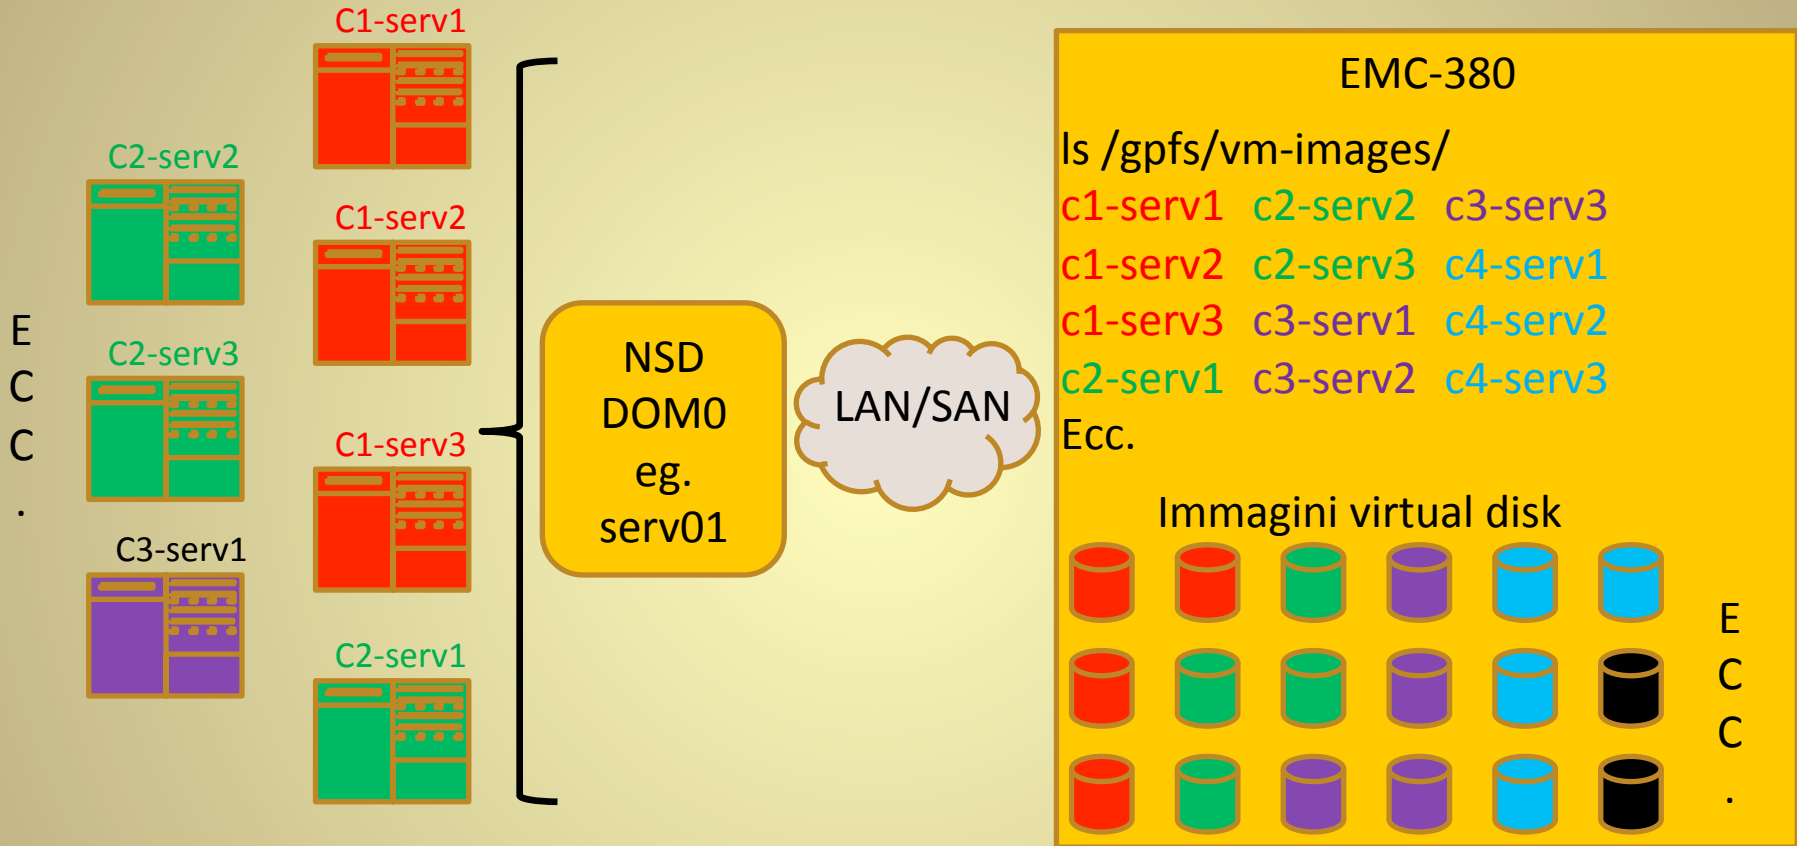 C1-serv1
C2-serv2
C1-serv2
C2-serv3
C1-serv3
C3-serv1
C2-serv1
E
C
C
.
NSD
DOM0
eg.
serv01
LAN/SAN
EMC-380
ls /gpfs/vm-images/
c1-serv1 c2-serv2 c3-serv3
c1-serv2 c2-serv3 c4-serv1
c1-serv3 c3-serv1 c4-serv2
c2-serv1 c3-serv2 c4-serv3
Ecc.
Immagini virtual disk
E
C
C
.